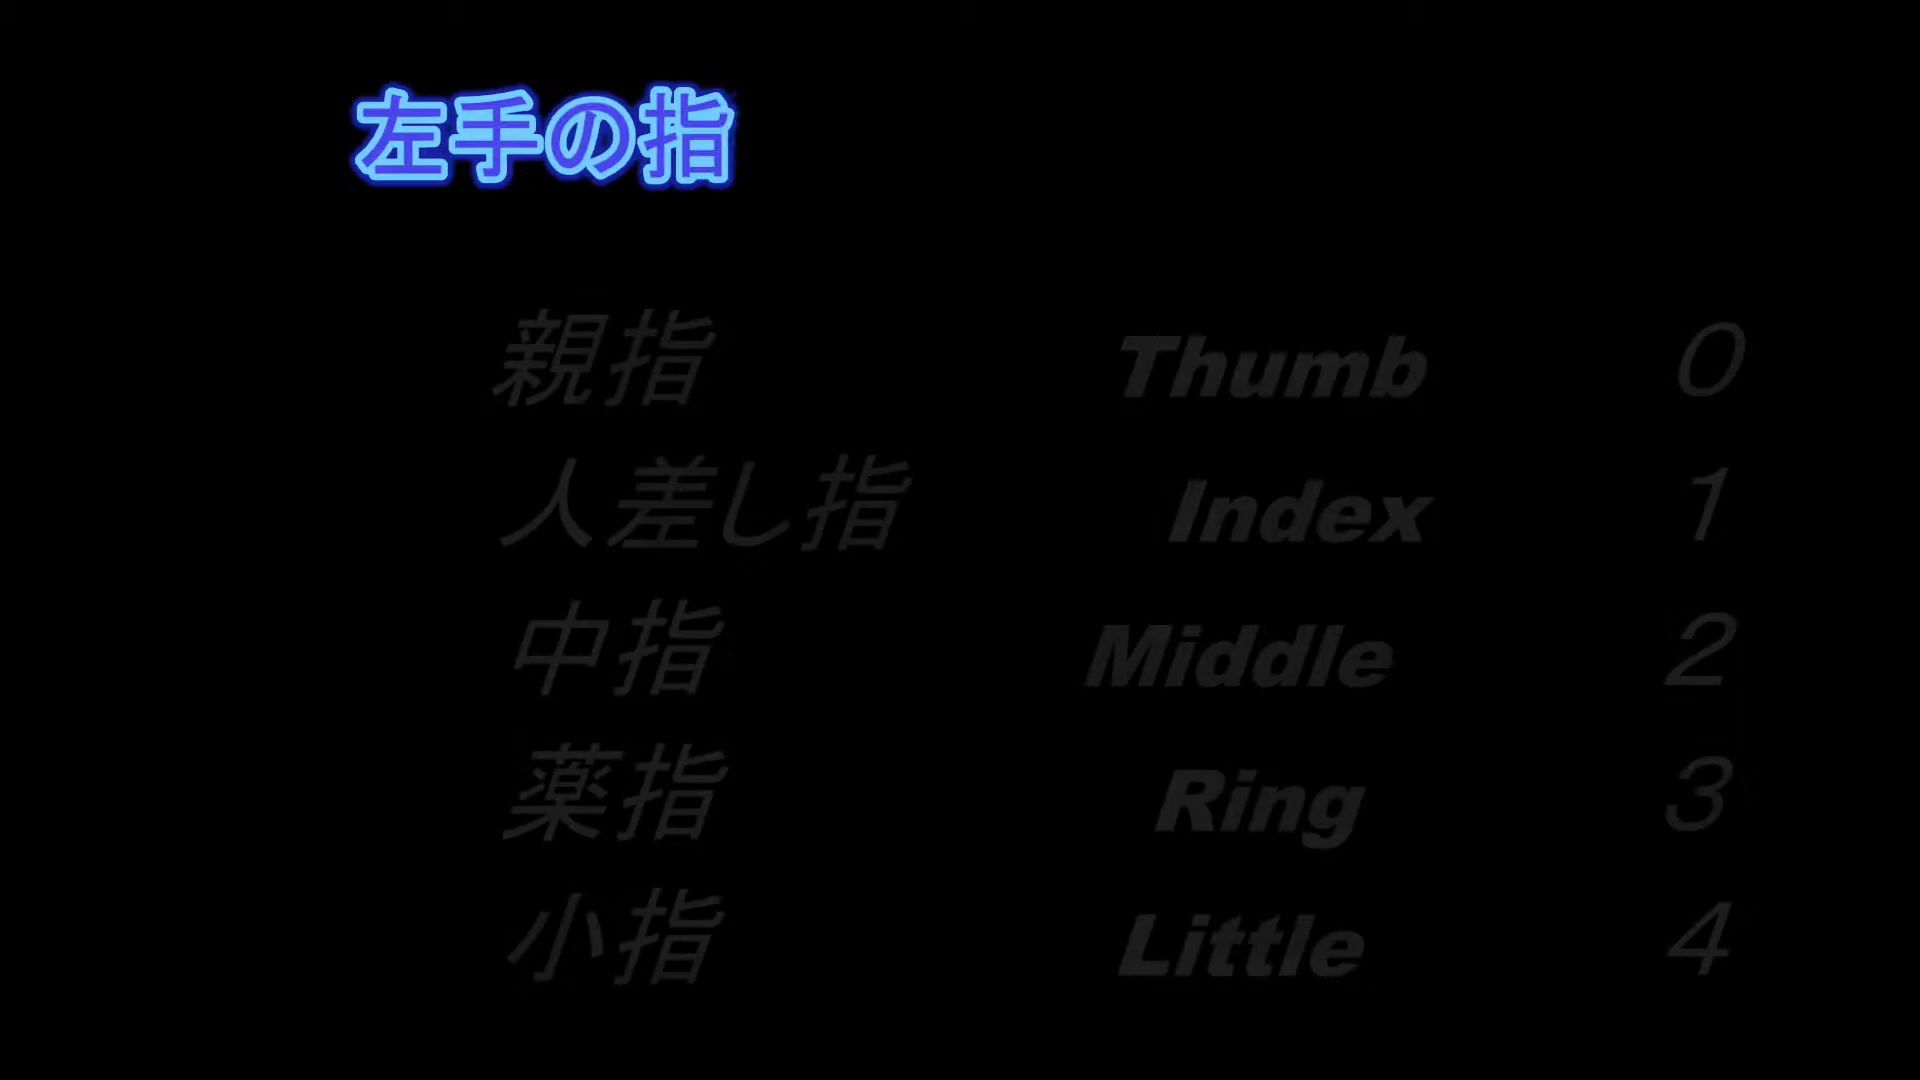 左手の指
親指 Thumb 0
人差し指 Index 1
中指 Middle 2
薬指 Ring 3
小指 Little 4